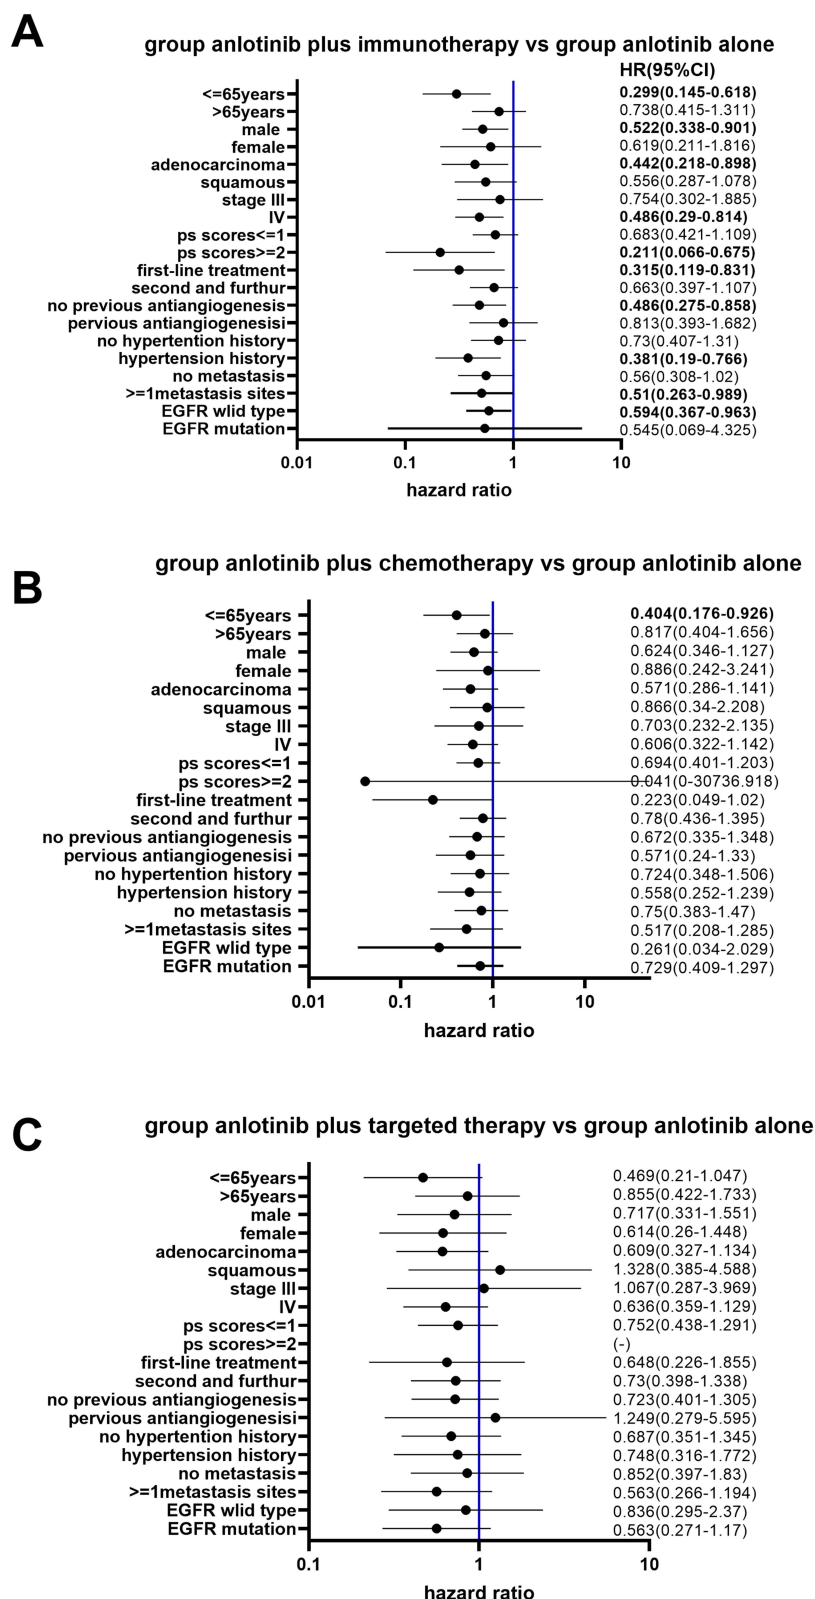 A
group anlotinib plus immunotherapy vs group anlotinib alone
HR(95%CI)
<=65years 0.299(0.145-0.618)
>65years 0.738(0.415-1.311)
male 0.522(0.338-0.901)
female 0.619(0.211-1.816)
adenocarcinoma 0.442(0.218-0.898)
squamous 0.556(0.287-1.078)
stage III 0.754(0.302-1.885)
IV 0.486(0.29-0.814)
ps scores<=1 0.683(0.421-1.109)
ps scores>=2 0.211(0.066-0.675)
first-line treatment 0.315(0.119-0.831)
second and furthur 0.663(0.397-1.107)
no previous antiangiogenesis 0.486(0.275-0.858)
pervious antiangiogenesisi 0.813(0.393-1.682)
no hypertention history 0.73(0.407-1.31)
hypertension history 0.381(0.19-0.766)
no metastasis 0.56(0.308-1.02)
>=1metastasis sites 0.51(0.263-0.989)
EGFR wlid type 0.594(0.367-0.963)
EGFR mutation 0.545(0.069-4.325)
0.01 0.1 1 10
hazard ratio
B
group anlotinib plus chemotherapy vs group anlotinib alone
<=65years 0.404(0.176-0.926)
>65years 0.817(0.404-1.656)
male 0.624(0.346-1.127)
female 0.886(0.242-3.241)
adenocarcinoma 0.571(0.286-1.141)
squamous 0.866(0.34-2.208)
stage III 0.703(0.232-2.135)
IV 0.606(0.322-1.142)
ps scores<=1 0.694(0.401-1.203)
ps scores>=2 0.041(0-30736.918)
first-line treatment 0.223(0.049-1.02)
second and furthur 0.78(0.436-1.395)
no previous antiangiogenesis 0.672(0.335-1.348)
pervious antiangiogenesisi 0.571(0.24-1.33)
no hypertention history 0.724(0.348-1.506)
hypertension history 0.558(0.252-1.239)
no metastasis 0.75(0.383-1.47)
>=1metastasis sites 0.517(0.208-1.285)
EGFR wlid type 0.261(0.034-2.029)
EGFR mutation 0.729(0.409-1.297)
0.01 0.1 1 10
hazard ratio
C
group anlotinib plus targeted therapy vs group anlotinib alone
<=65years 0.469(0.21-1.047)
>65years 0.855(0.422-1.733)
male 0.717(0.331-1.551)
female 0.614(0.26-1.448)
adenocarcinoma 0.609(0.327-1.134)
squamous 1.328(0.385-4.588)
stage III 1.067(0.287-3.969)
IV 0.636(0.359-1.129)
ps scores<=1 0.752(0.438-1.291)
ps scores>=2 (-)
first-line treatment 0.648(0.226-1.855)
second and furthur 0.73(0.398-1.338)
no previous antiangiogenesis 0.723(0.401-1.305)
pervious antiangiogenesisi 1.249(0.279-5.595)
no hypertention history 0.687(0.351-1.345)
hypertension history 0.748(0.316-1.772)
no metastasis 0.852(0.397-1.83)
>=1metastasis sites 0.563(0.266-1.194)
EGFR wlid type 0.836(0.295-2.37)
EGFR mutation 0.563(0.271-1.17)
0.1 1 10
hazard ratio